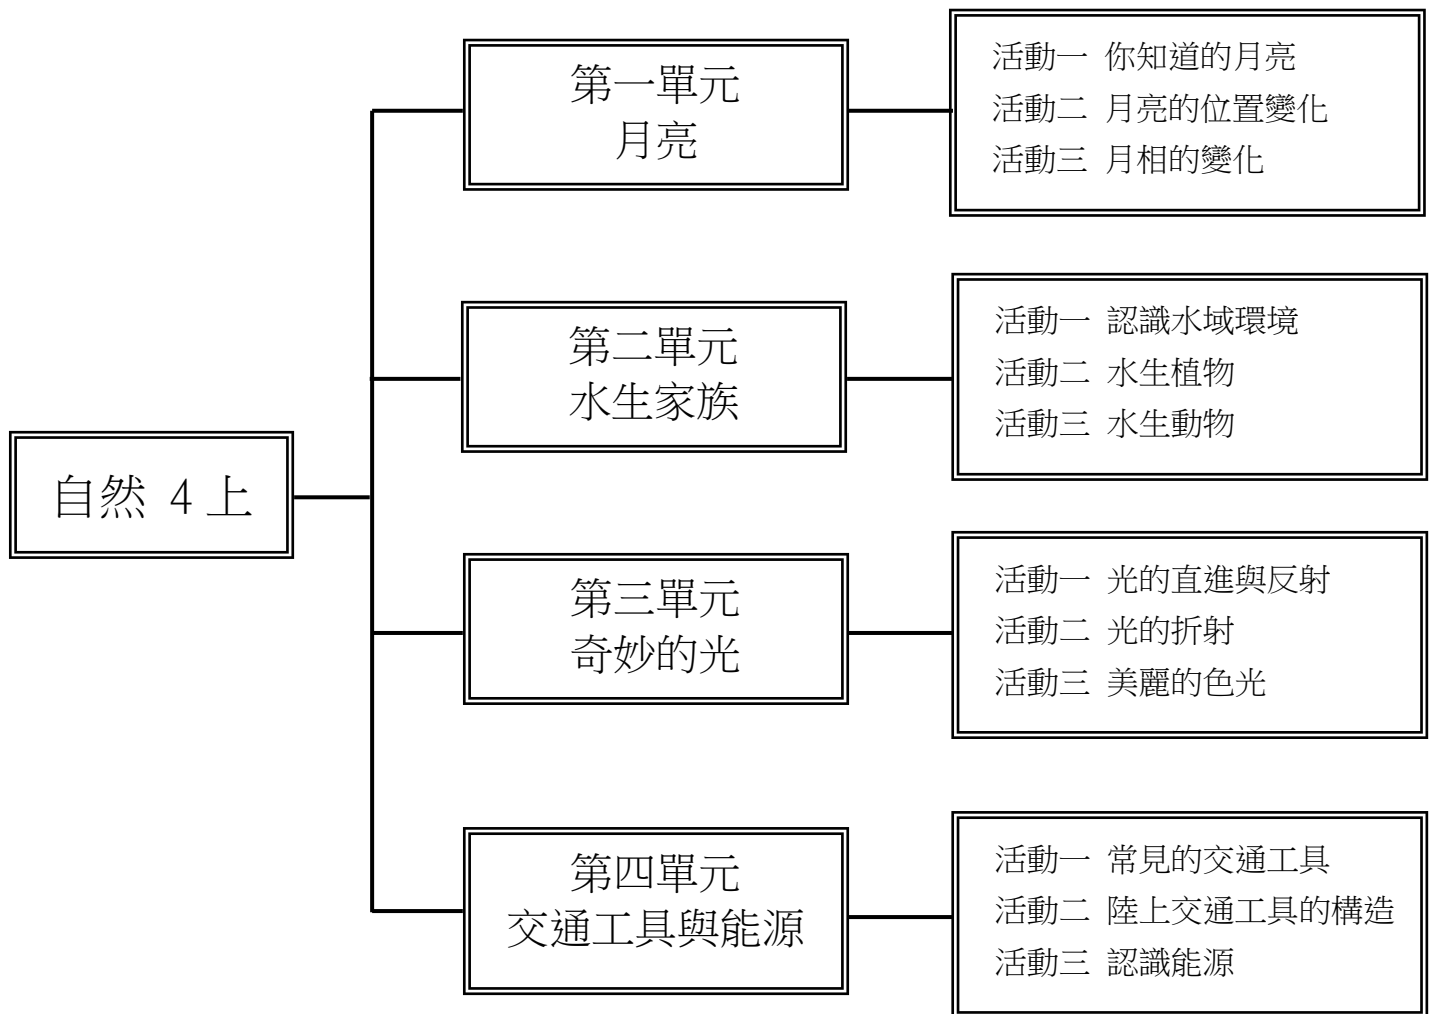 自然 4上
第一單元
月亮
活動一 你知道的月亮
活動二 月亮的位置變化
活動三 月相的變化
第二單元
水生家族
活動一 認識水域環境
活動二 水生植物
活動三 水生動物
第三單元
奇妙的光
活動一 光的直進與反射
活動二 光的折射
活動三 美麗的色光
第四單元
交通工具與能源
活動一 常見的交通工具
活動二 陸上交通工具的構造
活動三 認識能源